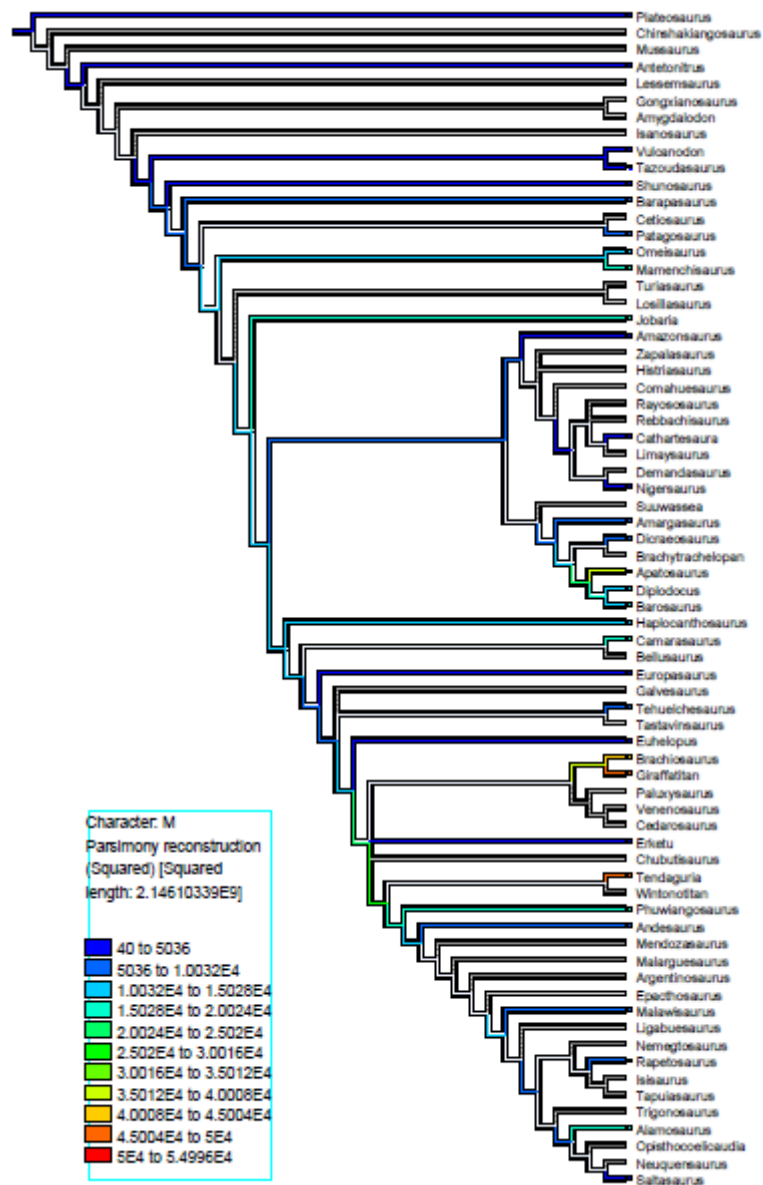 Plateosaurus
Chinshakiangosaurus
Mussaurus
Antetonitrus
Lessemsaurus
Gongxianosaurus
Amygdalodon
Isanosaurus
Vulcanodon
Tazoudasaurus
Shunosaurus
Barapasaurus
Cetiosaurus
Patagosaurus
Omeisaurus
Mamenchisaurus
Turiasaurus
Losillasaurus
Jobaria
Amazonsaurus
Zapalasaurus
Histriasaurus
Comahuesaurus
Rayososaurus
Rebbachisaurus
Cathartesaura
Limaysaurus
Demandasaurus
Nigersaurus
Suuwassea
Amargasaurus
Dicraeosaurus
Brachytrachelopan
Apatosaurus
Diplodocus
Barosaurus
Haplocanthosaurus
Camarasaurus
Bellusaurus
Europasaurus
Galvesaurus
Tehuelchesaurus
Tastavinsaurus
Euhelopus
Brachiosaurus
Giraffatitan
Paluxysaurus
Venenosaurus
Cedarosaurus
Erketu
Chubutisaurus
Tendaguria
Wintonotitan
Phuwiangosaurus
Andesaurus
Mendozasaurus
Malarguesaurus
Argentinosaurus
Epacthosaurus
Malawisaurus
Ligabuesaurus
Nemegtosaurus
Rapetosaurus
Isisaurus
Tapuiasaurus
Trigonosaurus
Alamosaurus
Opisthocoelicaudia
Neuquensaurus
Saltasaurus
Character: M
Parsimony reconstruction
(Squared) [Squared
length: 2.14610339E9]
40 to 5036
5036 to 1.0032E4
1.0032E4 to 1.5028E4
1.5028E4 to 2.0024E4
2.0024E4 to 2.502E4
2.502E4 to 3.0016E4
3.0016E4 to 3.5012E4
3.5012E4 to 4.0008E4
4.0008E4 to 4.5004E4
4.5004E4 to 5E4
5E4 to 5.4996E4